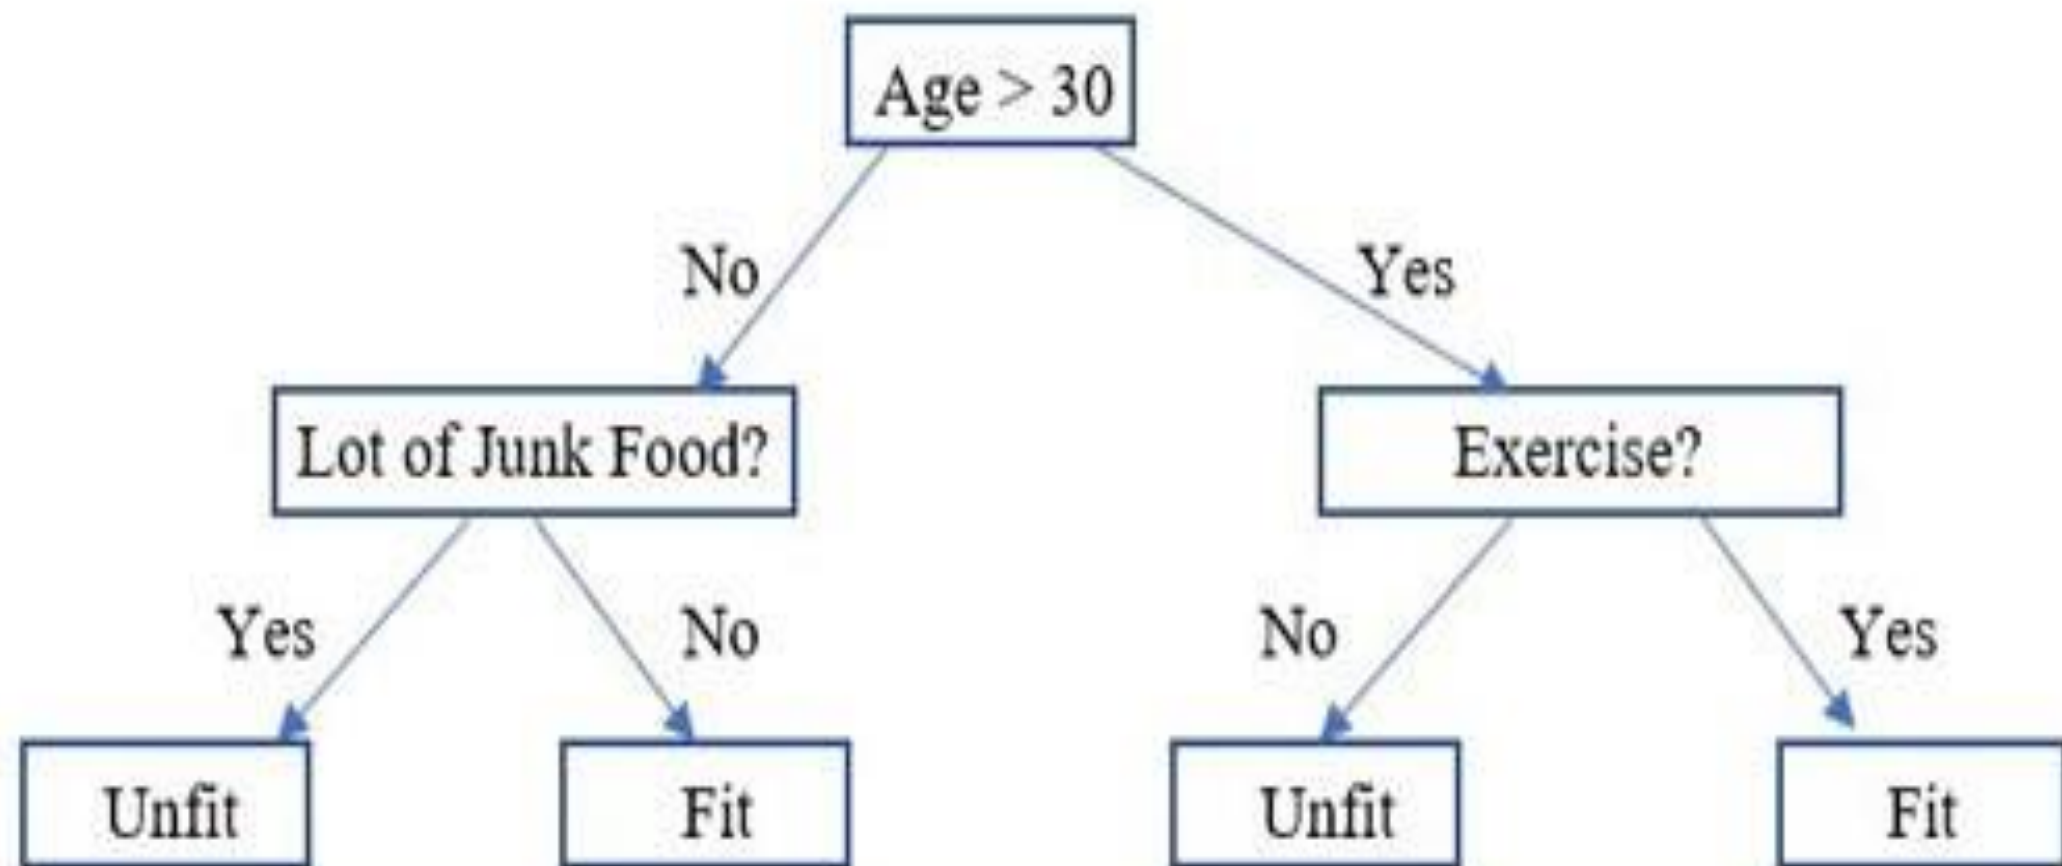 Age > 30
No
Yes
Lot of Junk Food?
Exercise?
Yes
No
No
Yes
Unfit
Fit
Unfit
Fit